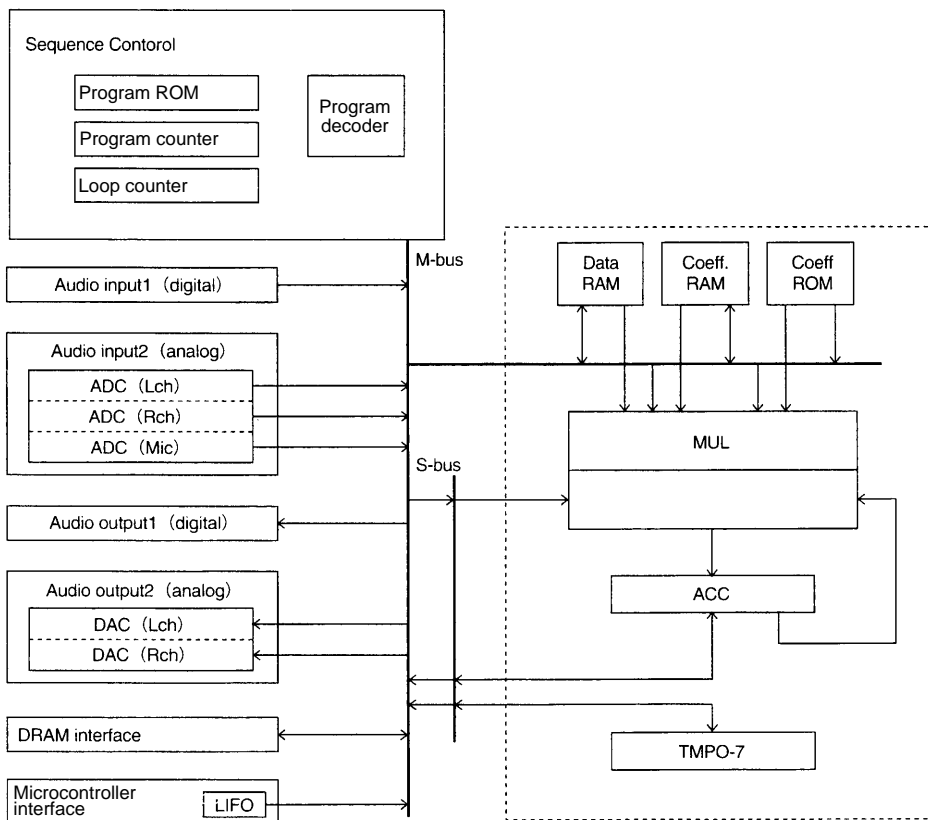 Sequence Contorol
Program ROM
Program counter
Loop counter
Program
decoder
M-bus
Audio input1 (digital)
Audio input2 (analog)
ADC (Lch)
ADC (Rch)
ADC (Mic)
S-bus
Audio output1 (digital)
Audio output2 (analog)
DAC (Lch)
DAC (Rch)
DRAM interface
Microcontroller
interface
LIFO
Data
RAM
Coeff.
RAM
Coeff
ROM
MUL
ACC
TMPO-7